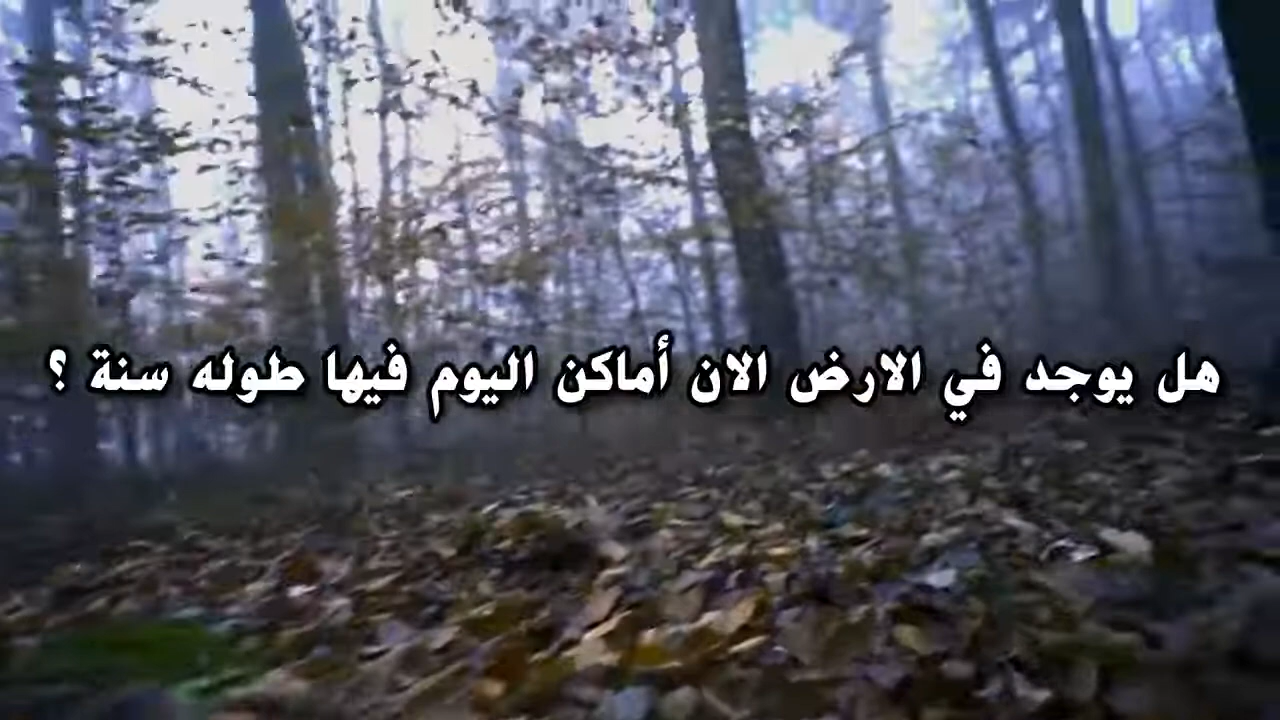 هل يوجد في الارض الان أماكن اليوم فيها طوله سنة ؟